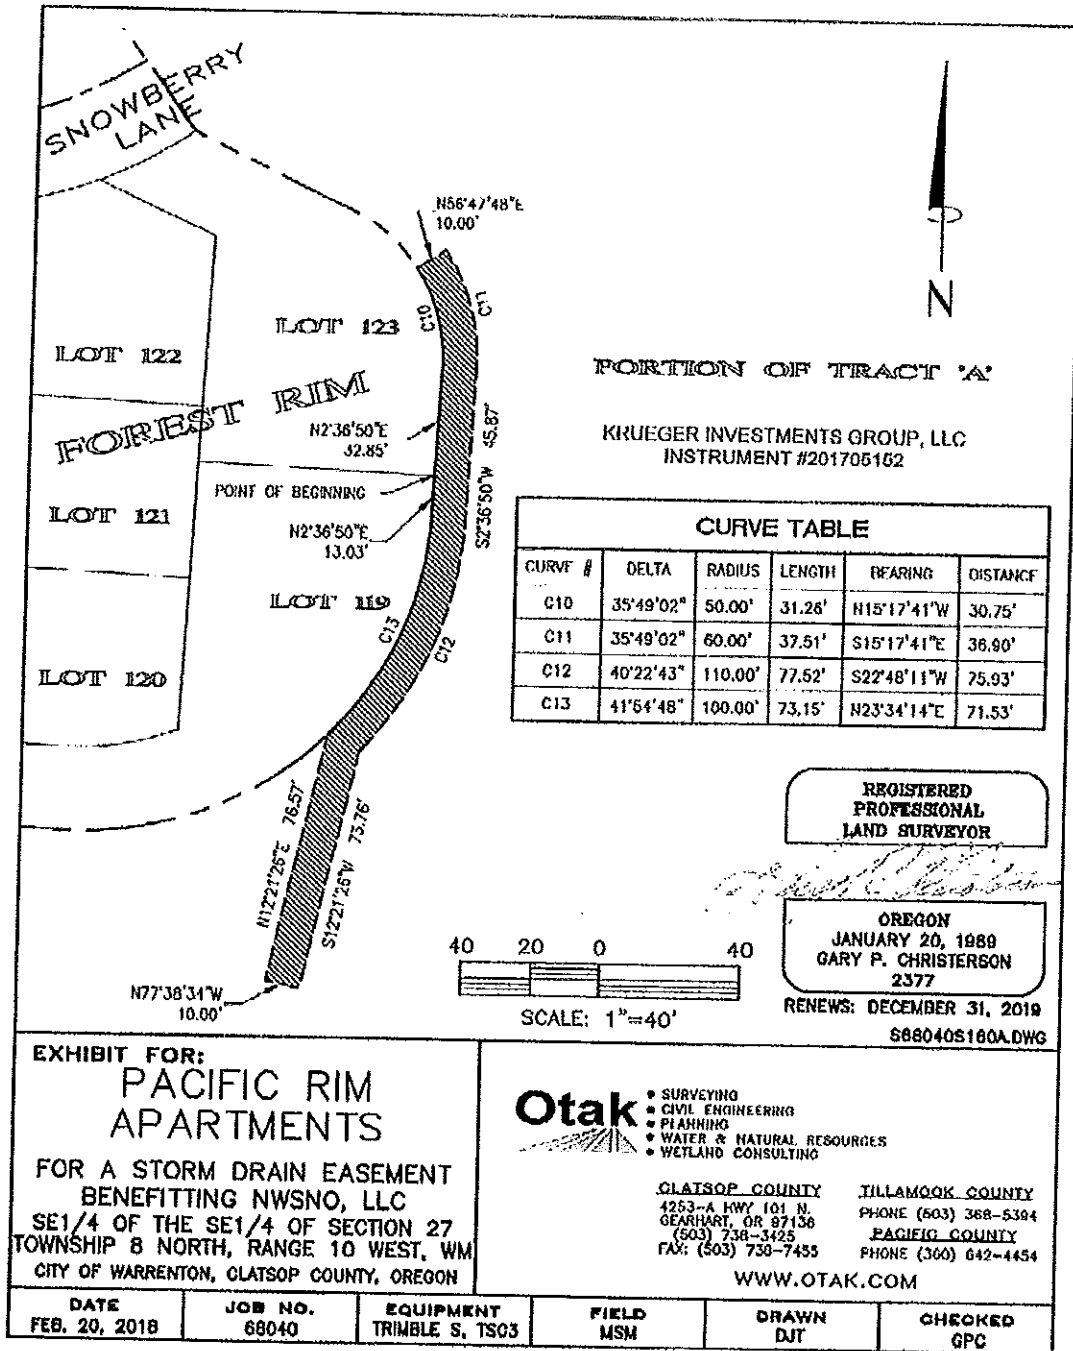 SNOWBERRY
LANE
N56°47'48"E
10.00'
C10
C11
LOT 123
LOT 122
FOREST RIM
N2°36'50"E
32.85'
S2°36'50"W 45.87'
POINT OF BEGINNING
N2°36'50"E
13.03'
LOT 121
LOT 119
C13
C12
LOT 120
N12°21'26"E 76.57'
S12°21'26"W 73.76'
N77°38'34"W
10.00'
N
PORTION OF TRACT 'A'
KRUEGER INVESTMENTS GROUP, LLC
INSTRUMENT #201705152
CURVE TABLE
CURVE # DELTA RADIUS LENGTH BEARING DISTANCE
C10 35°49'02" 50.00' 31.26' N15°17'41"W 30.75'
C11 35°49'02" 60.00' 37.51' S15°17'41"E 36.90'
C12 40°22'43" 110.00' 77.52' S22°48'11"W 75.93'
C13 41°54'48" 100.00' 73.15' N23°34'14"E 71.53'
REGISTERED
PROFESSIONAL
LAND SURVEYOR
OREGON
JANUARY 20, 1989
GARY P. CHRISTERSON
2377
RENEWS: DECEMBER 31, 2019
S68040S160A.DWG
40 20 0 40
SCALE: 1"=40'
EXHIBIT FOR:
PACIFIC RIM
APARTMENTS
FOR A STORM DRAIN EASEMENT
BENEFITTING NWSNO, LLC
SE1/4 OF THE SE1/4 OF SECTION 27
TOWNSHIP 8 NORTH, RANGE 10 WEST, WM
CITY OF WARRENTON, CLATSOP COUNTY, OREGON
Otak
• SURVEYING
• CIVIL ENGINEERING
• PLANNING
• WATER & NATURAL RESOURCES
• WETLAND CONSULTING
CLATSOP COUNTY
4253-A HWY 101 N.
GEARHART, OR 97138
(503) 738-3425
FAX: (503) 738-7455
TILLAMOOK COUNTY
PHONE (503) 368-5394
PACIFIC COUNTY
PHONE (360) 642-4454
WWW.OTAK.COM
DATE
FEB. 20, 2018
JOB NO.
68040
EQUIPMENT
TRIMBLE S, TSC3
FIELD
MSM
DRAWN
DJT
CHECKED
GPC